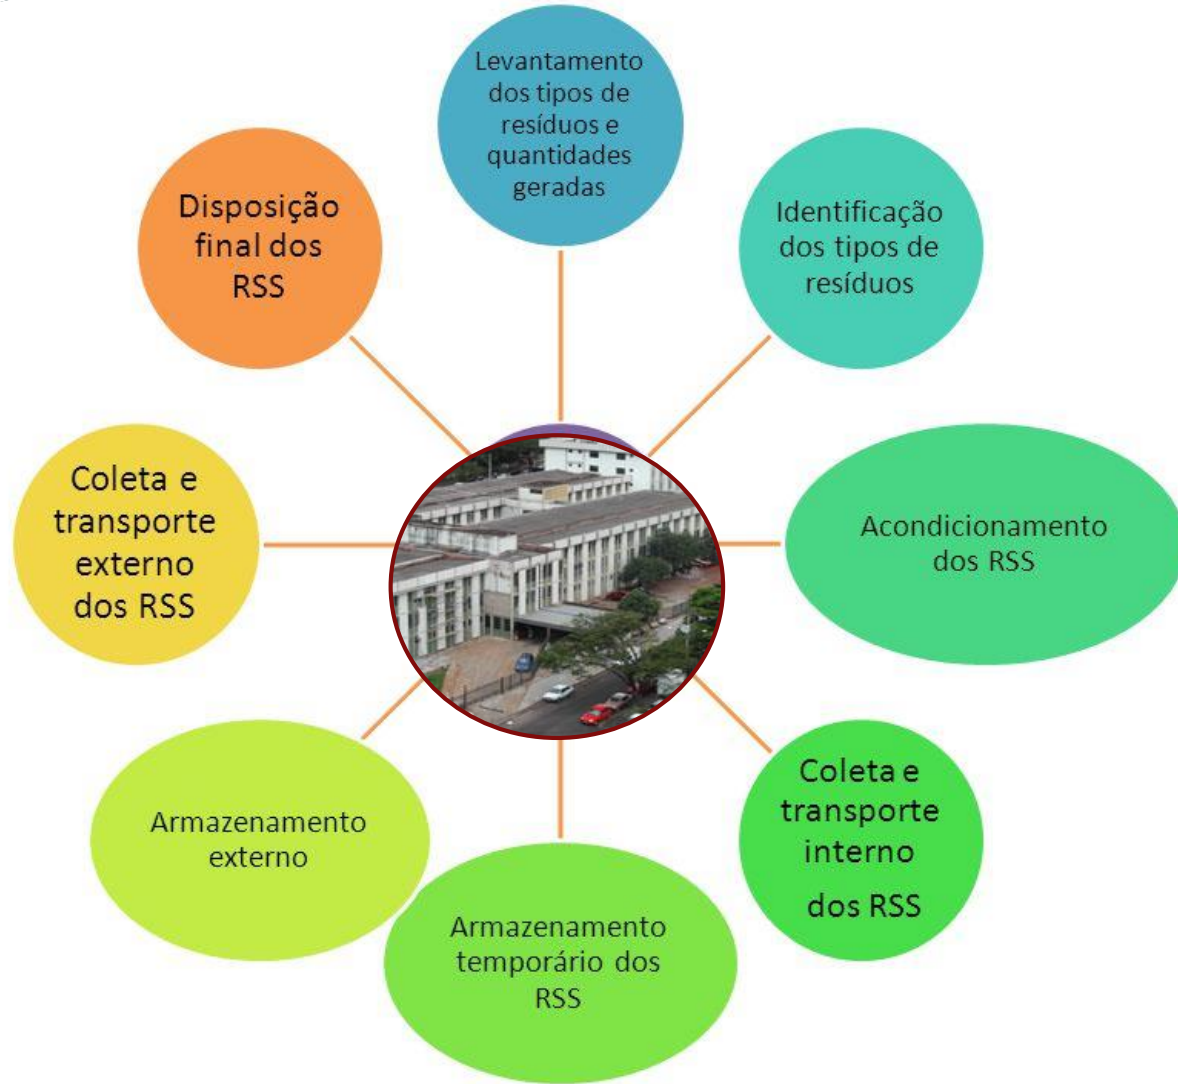 Levantamento
dos tipos de
resíduos e
quantidades
geradas
Identificação
dos tipos de
resíduos
Acondicionamento
dos RSS
Coleta e
transporte
interno
dos RSS
Armazenamento
temporário dos
RSS
Armazenamento
externo
Coleta e
transporte
externo
dos RSS
Disposição
final dos
RSS